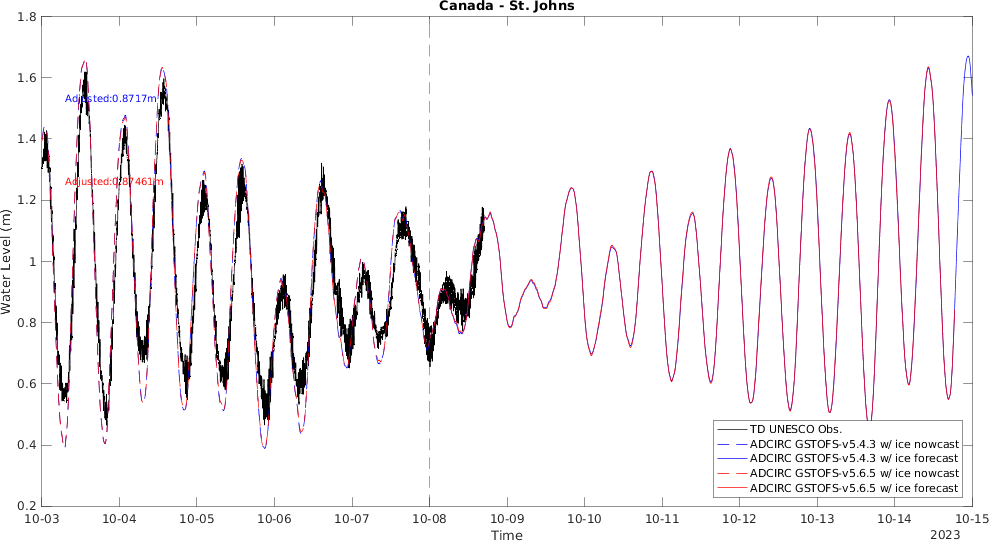 Canada - St. Johns
Water Level (m)
1.8
1.6
1.4
1.2
1
0.8
0.6
0.4
0.2
Adjusted:0.8717m
Adjusted:0.87461m
TD UNESCO Obs.
ADCIRC GSTOFS-v5.4.3 w/ ice nowcast
ADCIRC GSTOFS-v5.4.3 w/ ice forecast
ADCIRC GSTOFS-v5.6.5 w/ ice nowcast
ADCIRC GSTOFS-v5.6.5 w/ ice forecast
10-03 10-04 10-05 10-06 10-07 10-08 10-09 10-10 10-11 10-12 10-13 10-14 10-15
Time
2023